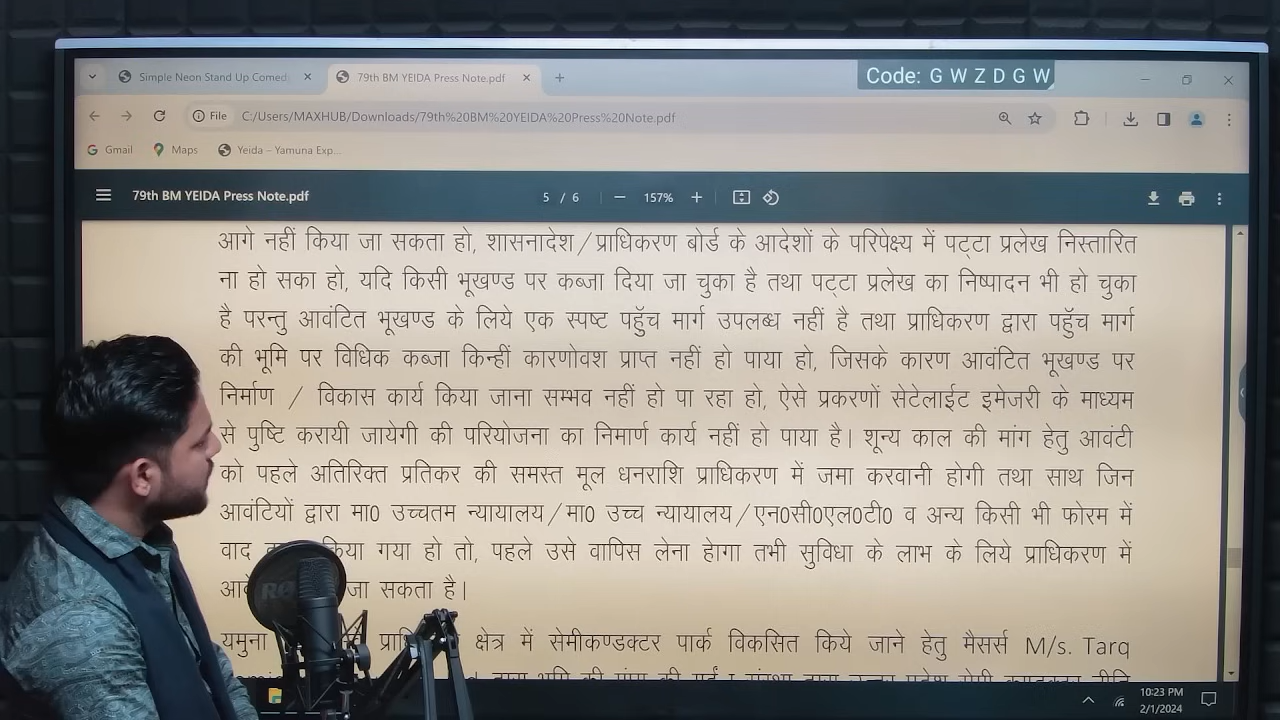 Simple Neon Stand Up Comed
79th BM YEIDA Press Note.pdf
Code: G W Z D G W
File C:/Users/MAXHUB/Downloads/79th%20BM%20YEIDA%20Press%20Note.pdf
Gmail Maps Yeida – Yamuna Exp...
79th BM YEIDA Press Note.pdf 5 / 6 157%
आगे नहीं किया जा सकता हो, शासनादेश/प्राधिकरण बोर्ड के आदेशों के परिपेक्ष्य में पट्टा प्रलेख निस्तारित
ना हो सका हो, यदि किसी भूखण्ड पर कब्जा दिया जा चुका है तथा पट्टा प्रलेख का निष्पादन भी हो चुका
है परन्तु आवंटित भूखण्ड के लिये एक स्पष्ट पहुॅच मार्ग उपलब्ध नहीं है तथा प्राधिकरण द्वारा पहुॅच मार्ग
की भूमि पर विधिक कब्जा किन्हीं कारणोवश प्राप्त नहीं हो पाया हो, जिसके कारण आवंटित भूखण्ड पर
निर्माण / विकास कार्य किया जाना सम्भव नहीं हो पा रहा हो, ऐसे प्रकरणों सेटेलाईट इमेजरी के माध्यम
से पुष्टि करायी जायेगी की परियोजना का निमार्ण कार्य नहीं हो पाया है। शून्य काल की मांग हेतु आवंटी
को पहले अतिरिक्त प्रतिकर की समस्त मूल धनराशि प्राधिकरण में जमा करवानी होगी तथा साथ जिन
आवंटियों द्वारा मा0 उच्चतम न्यायालय/मा0 उच्च न्यायालय/एन0सी0एल0टी0 व अन्य किसी भी फोरम में
वाद किया गया हो तो, पहले उसे वापिस लेना हेागा तभी सुविधा के लाभ के लिये प्राधिकरण में
जा सकता है।
यमुना क्षेत्र में सेमीकण्डक्टर पार्क विकसित किये जाने हेतु मैसर्स M/s. Tarq
10:23 PM
2/1/2024